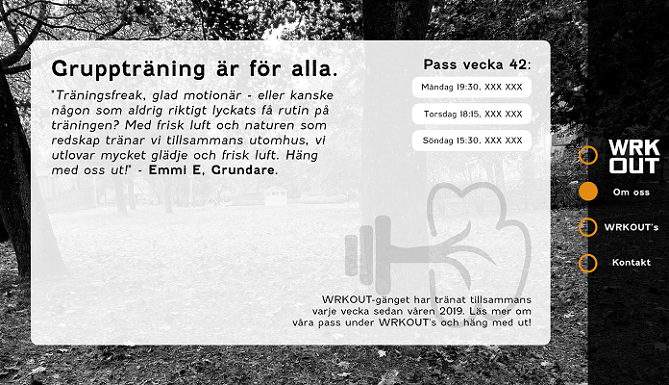 Gruppträning är för alla.
"Träningsfreak, glad motionär - eller kanske
någon som aldrig riktigt lyckats få rutin på
träningen? Med frisk luft och naturen som
redskap tränar vi tillsammans utomhus, vi
utlovar mycket glädje och frisk luft. Häng
med oss ut!" - Emmi E, Grundare.
Pass vecka 42:
Måndag 19:30, XXX XXX
Torsdag 18:15, XXX XXX
Söndag 15:30, XXX XXX
WRKOUT-gänget har tränat tillsammans
varje vecka sedan våren 2019. Läs mer om
våra pass under WRKOUT's och häng med ut!
WRK
OUT
Om oss
WRKOUT's
Kontakt